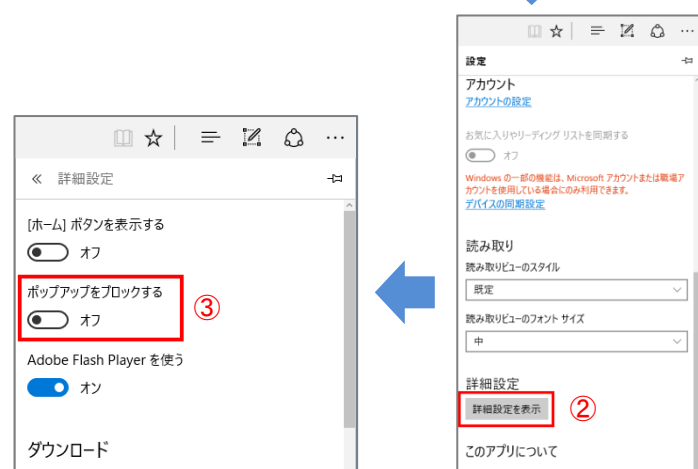 設定
アカウント
アカウントの設定
お気に入りやリーディング リストを同期する
オフ
Windows の一部の機能は、Microsoft アカウントまたは職場ア
カウントを使用している場合にのみ利用できます。
デバイスの同期設定
読み取り
読み取りビューのスタイル
既定
読み取りビューのフォント サイズ
中
詳細設定
詳細設定を表示
②
このアプリについて
« 詳細設定
[ホーム] ボタンを表示する
オフ
ポップアップをブロックする
オフ
③
Adobe Flash Player を使う
オン
ダウンロード